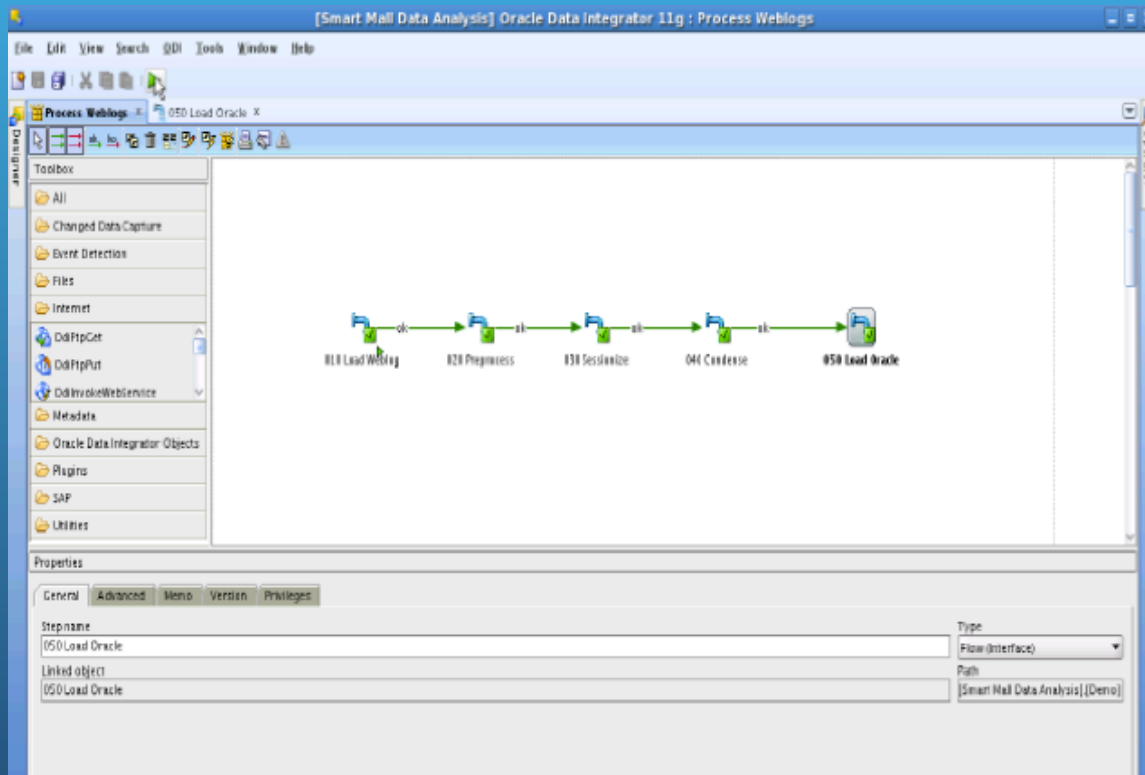 [Smart Mall Data Analysis] Oracle Data Integrator 11g : Process Weblogs
File Edit View Search ODI Tools Window Help
Process Weblogs x 050 Load Oracle x
Designer
Toolbox
All
Changed Data Capture
Event Detection
Files
Internet
OdiFtpGet
OdiFtpPut
OdiInvokeWebService
Metadata
Oracle Data Integrator Objects
Plugins
SAP
Utilities
ok ok ok ok
010 Load Weblog 020 Preprocess 030 Sessionize 040 Condense 050 Load Oracle
Properties
General Advanced Memo Version Privileges
Step name Type
050 Load Oracle Flow (Interface)
Linked object Path
050 Load Oracle [Smart Mall Data Analysis].[Demo]